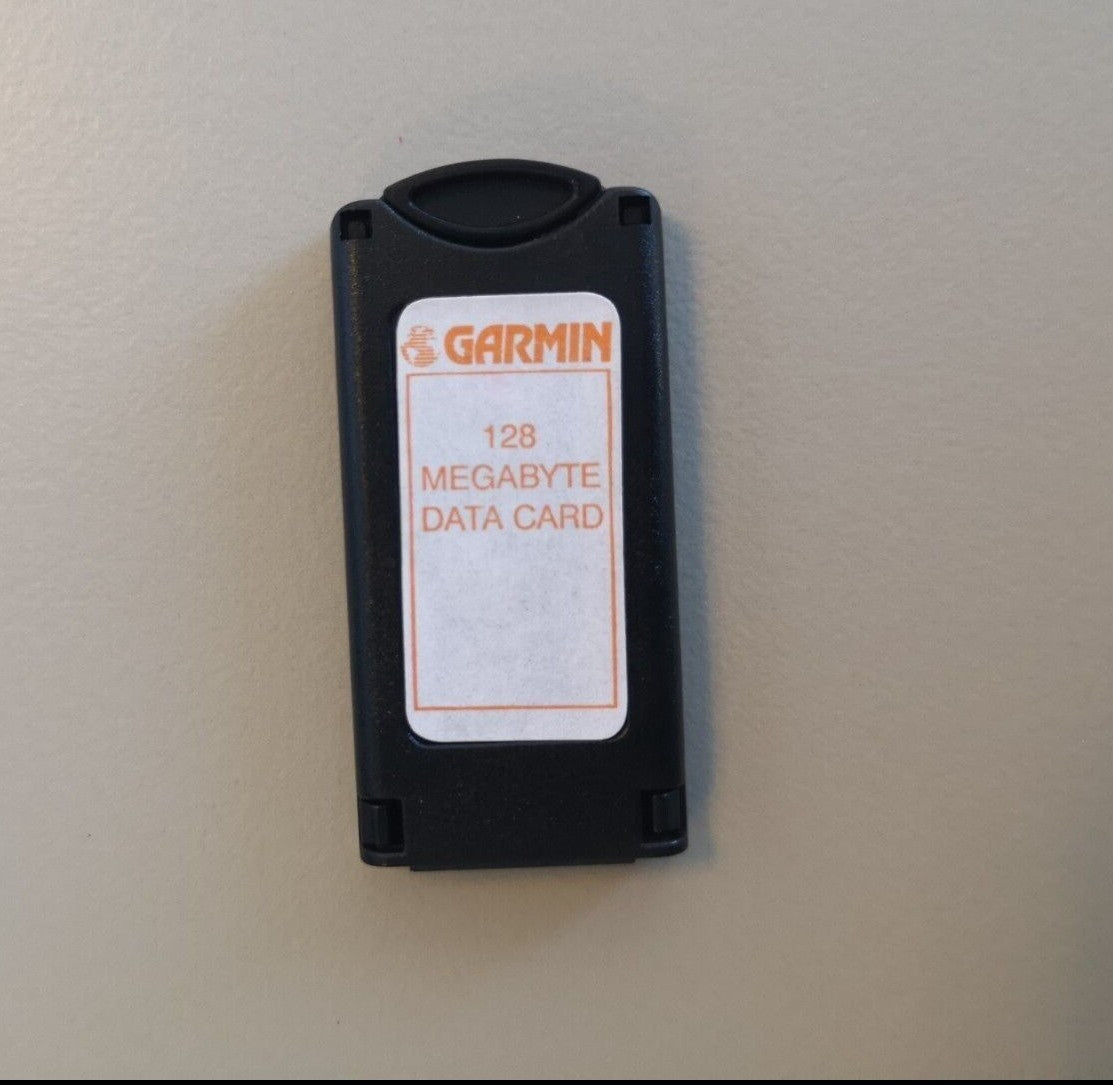 GARMIN
128
MEGABYTE
DATA CARD